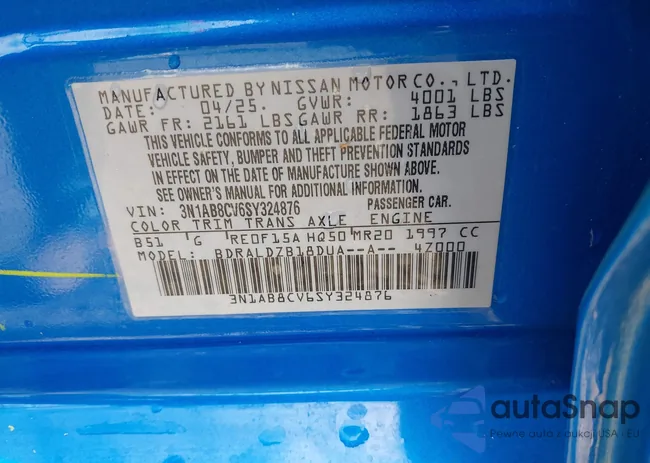 MANUFACTURED BY NISSAN MOTOR CO., LTD.
DATE: 04/25. GVWR: 4001 LBS
GAWR FR: 2161 LBS GAWR RR: 1863 LBS
THIS VEHICLE CONFORMS TO ALL APPLICABLE FEDERAL MOTOR
VEHICLE SAFETY, BUMPER AND THEFT PREVENTION STANDARDS
IN EFFECT ON THE DATE OF MANUFACTURE SHOWN ABOVE.
SEE OWNER'S MANUAL FOR ADDITIONAL INFORMATION.
VIN: 3N1AB8CV6SY324876 PASSENGER CAR.
COLOR TRIM TRANS AXLE ENGINE
B51 G RE0F15A HQ50 MR20 1997 CC
MODEL: BDRALDZB18DUA--A-- 4Z000
3N1AB8CV6SY324876
autoSnap
Pewne auta z aukcji USA - EU